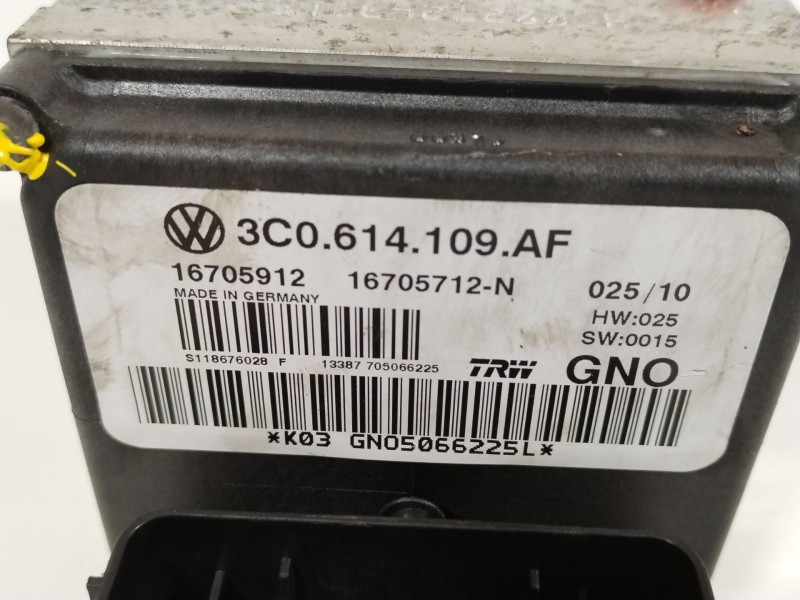 3C0.614.109.AF
16705912 16705712-N 025/10
MADE IN GERMANY HW:025
SW:0015
S118676028 F 13387 705066225 TRW GNO
*K03 GNO5066225L*